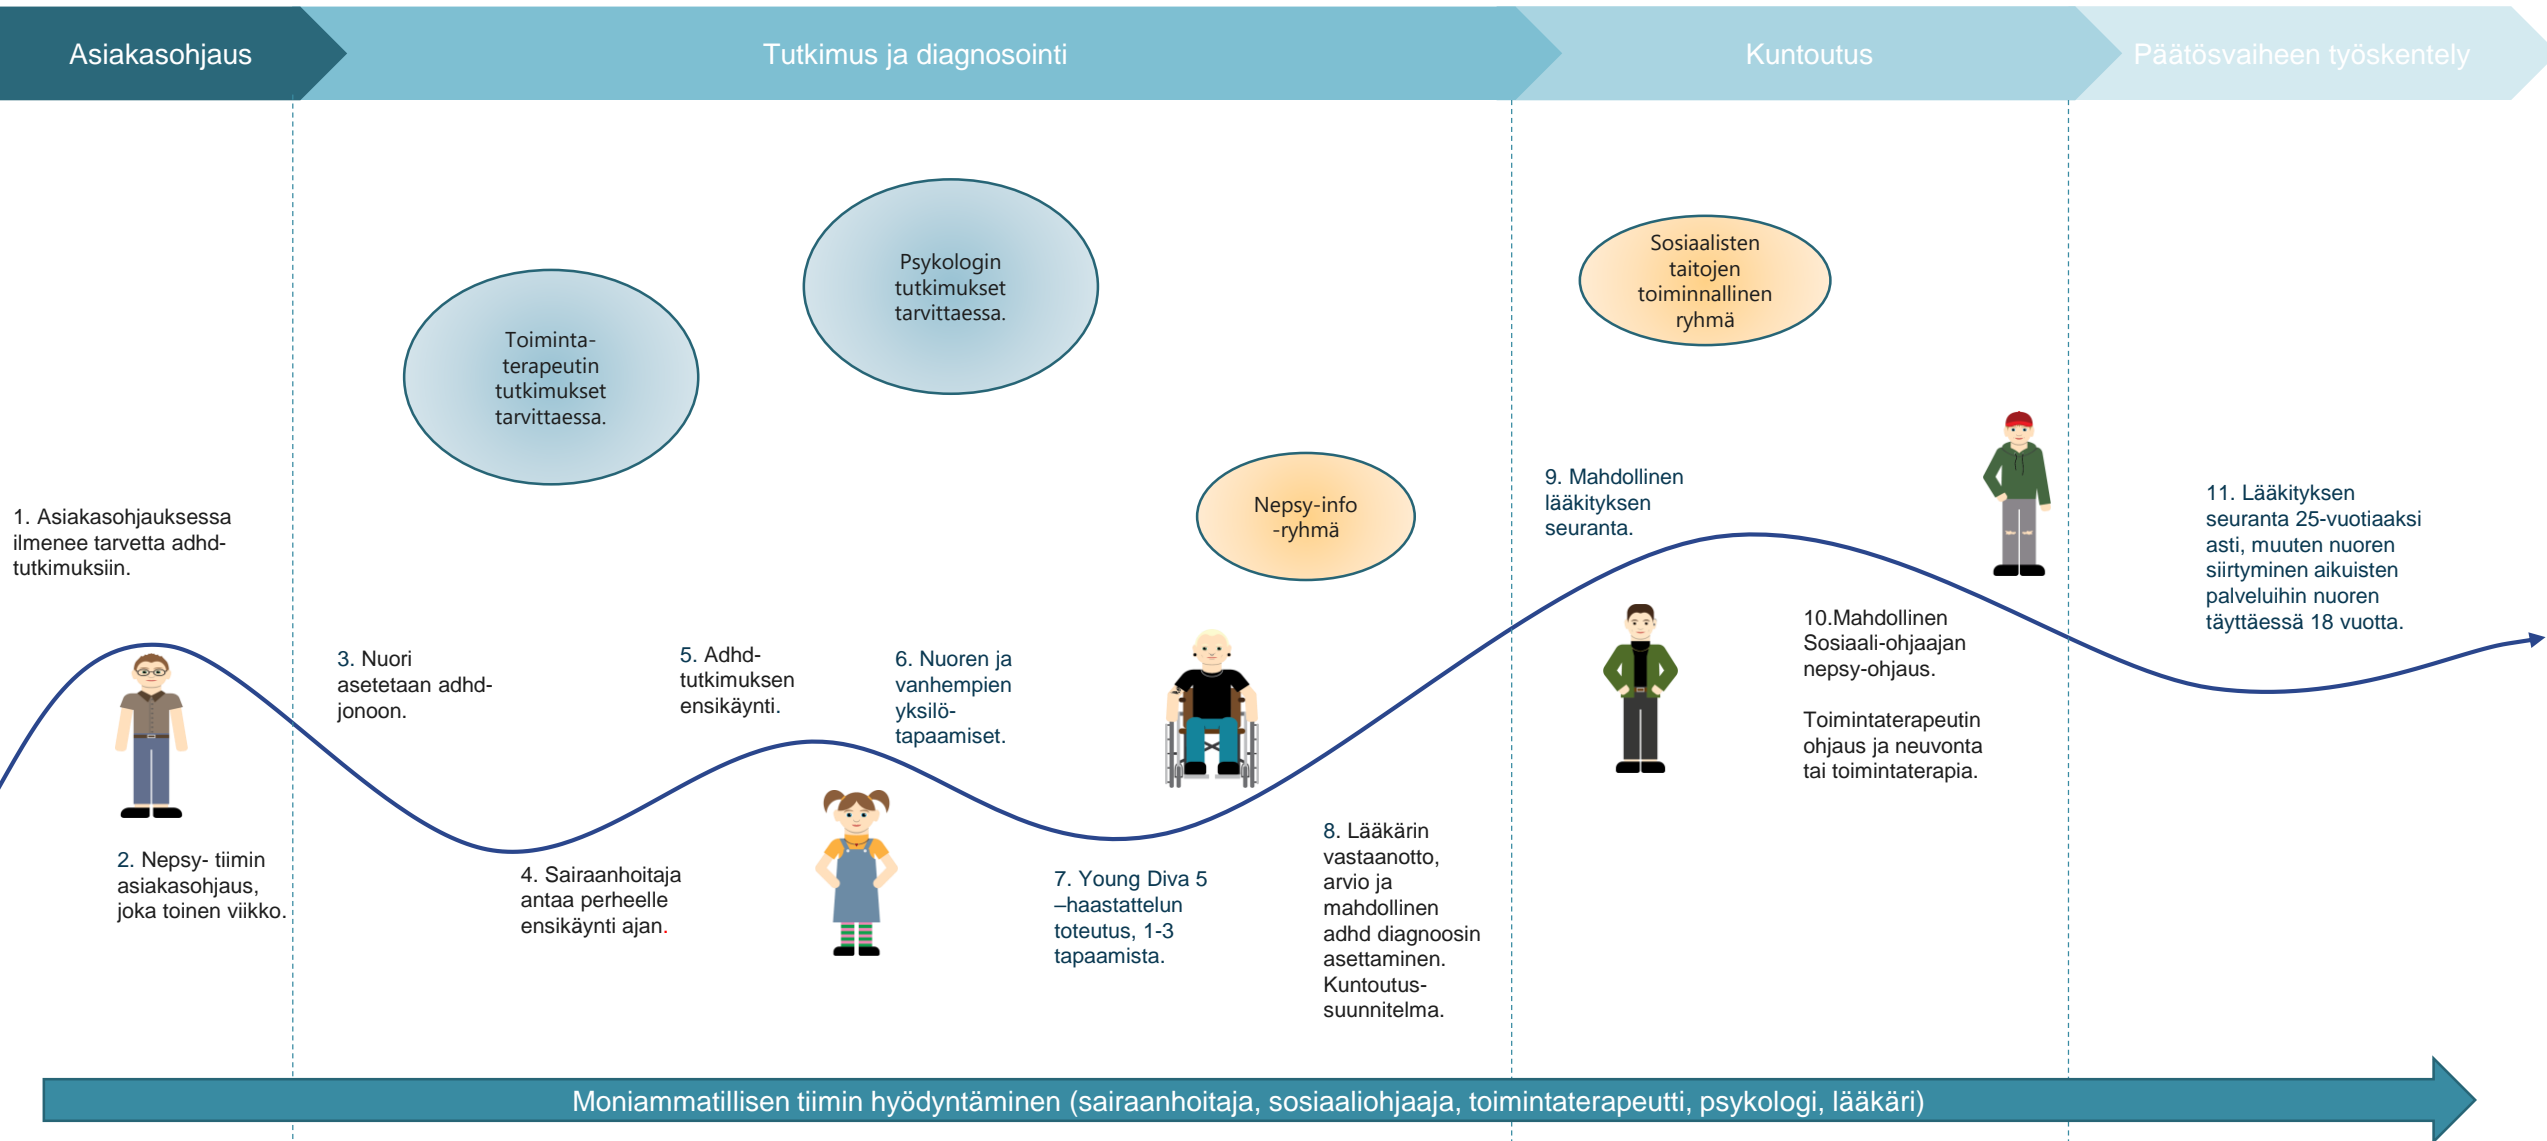 Asiakasohjaus
Tutkimus ja diagnosointi
Kuntoutus
Päätösvaiheen työskentely
Toiminta-
terapeutin
tutkimukset
tarvittaessa.
Psykologin
tutkimukset
tarvittaessa.
Nepsy-info
-ryhmä
Sosiaalisten
taitojen
toiminnallinen
ryhmä
1. Asiakasohjauksessa
ilmenee tarvetta adhd-
tutkimuksiin.
2. Nepsy- tiimin
asiakasohjaus,
joka toinen viikko.
3. Nuori
asetetaan adhd-
jonoon.
4. Sairaanhoitaja
antaa perheelle
ensikäynti ajan.
5. Adhd-
tutkimuksen
ensikäynti.
6. Nuoren ja
vanhempien
yksilö-
tapaamiset.
7. Young Diva 5
–haastattelun
toteutus, 1-3
tapaamista.
8. Lääkärin
vastaanotto,
arvio ja
mahdollinen
adhd diagnoosin
asettaminen.
Kuntoutus-
suunnitelma.
9. Mahdollinen
lääkityksen
seuranta.
10.Mahdollinen
Sosiaali-ohjaajan
nepsy-ohjaus.
Toimintaterapeutin
ohjaus ja neuvonta
tai toimintaterapia.
11. Lääkityksen
seuranta 25-vuotiaaksi
asti, muuten nuoren
siirtyminen aikuisten
palveluihin nuoren
täyttäessä 18 vuotta.
Moniammatillisen tiimin hyödyntäminen (sairaanhoitaja, sosiaaliohjaaja, toimintaterapeutti, psykologi, lääkäri)